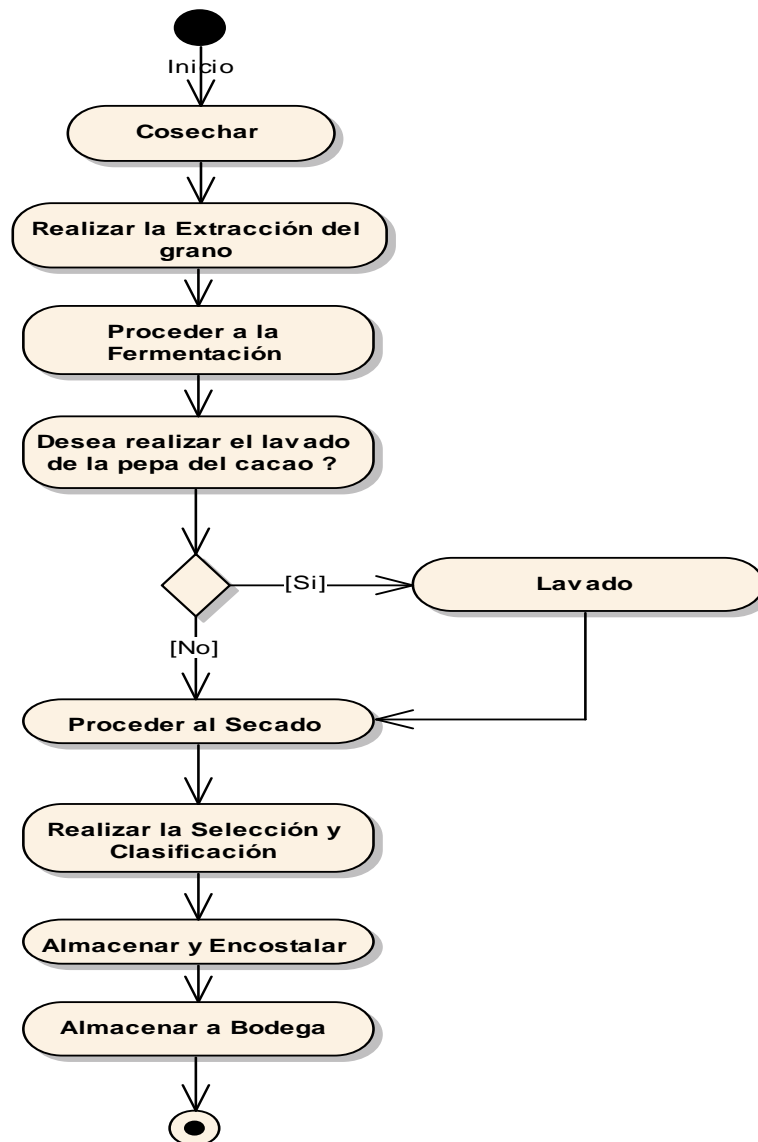 Inicio
Cosechar
Realizar la Extracción del
grano
Proceder a la
Fermentación
Desea realizar el lavado
de la pepa del cacao ?
[Si]
Lavado
[No]
Proceder al Secado
Realizar la Selección y
Clasificación
Almacenar y Encostalar
Almacenar a Bodega